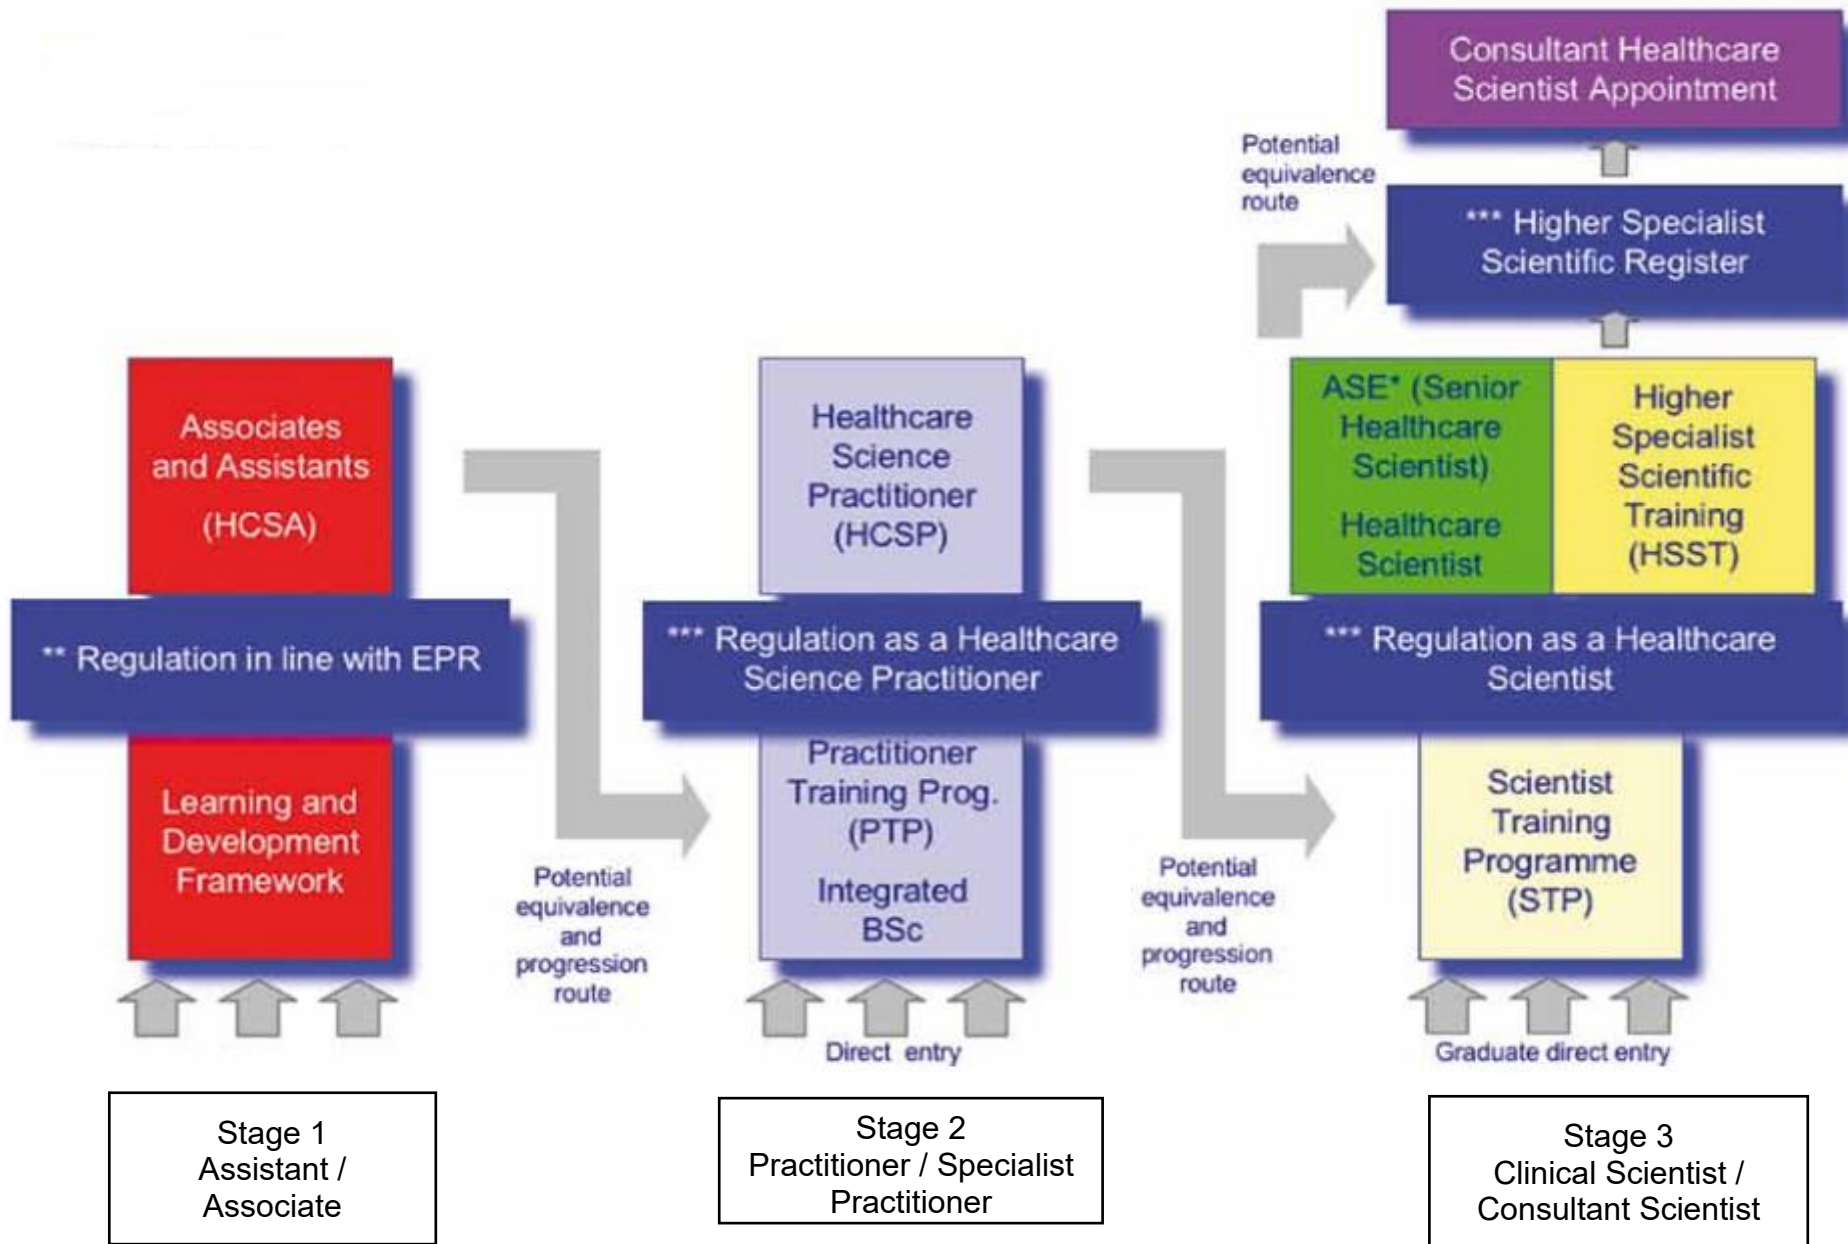 Consultant Healthcare
Scientist Appointment
Potential
equivalence
route
*** Higher Specialist
Scientific Register
Associates
and Assistants
(HCSA)
Healthcare
Science
Practitioner
(HCSP)
ASE* (Senior
Healthcare
Scientist)
Healthcare
Scientist
Higher
Specialist
Scientific
Training
(HSST)
** Regulation in line with EPR
*** Regulation as a Healthcare
Science Practitioner
*** Regulation as a Healthcare
Scientist
Learning and
Development
Framework
Potential
equivalence
and
progression
route
Practitioner
Training Prog.
(PTP)
Integrated
BSc
Potential
equivalence
and
progression
route
Scientist
Training
Programme
(STP)
Direct entry
Graduate direct entry
Stage 1
Assistant /
Associate
Stage 2
Practitioner / Specialist
Practitioner
Stage 3
Clinical Scientist /
Consultant Scientist